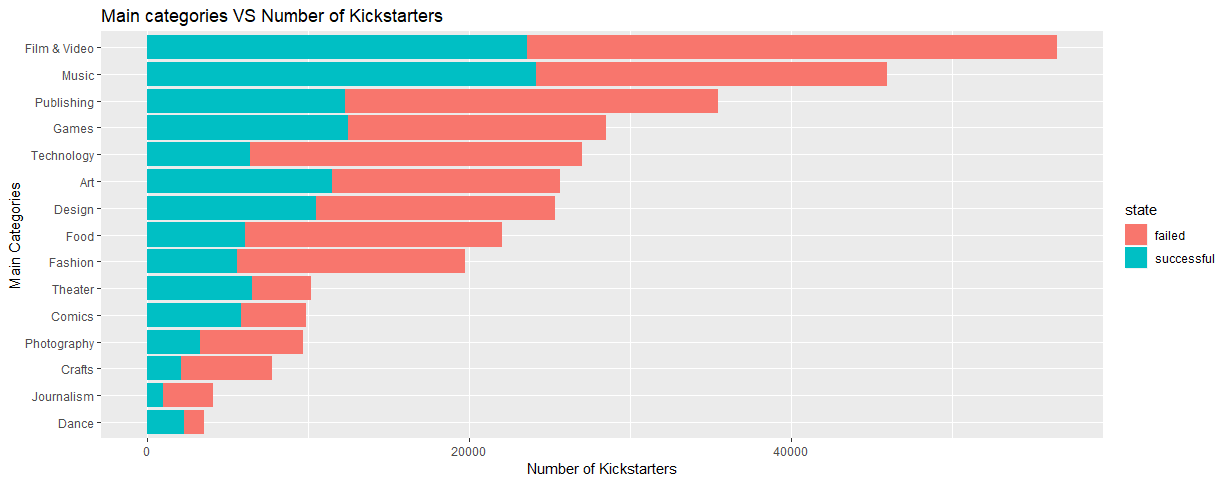 Main categories VS Number of Kickstarters
Main Categories
Film & Video
Music
Publishing
Games
Technology
Art
Design
Food
Fashion
Theater
Comics
Photography
Crafts
Journalism
Dance
0
20000
40000
Number of Kickstarters
state
failed
successful